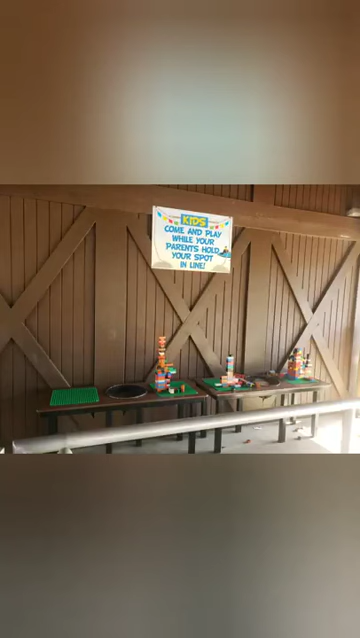 KIDS
COME AND PLAY
WHILE YOUR
PARENTS HOLD
YOUR SPOT
IN LINE!